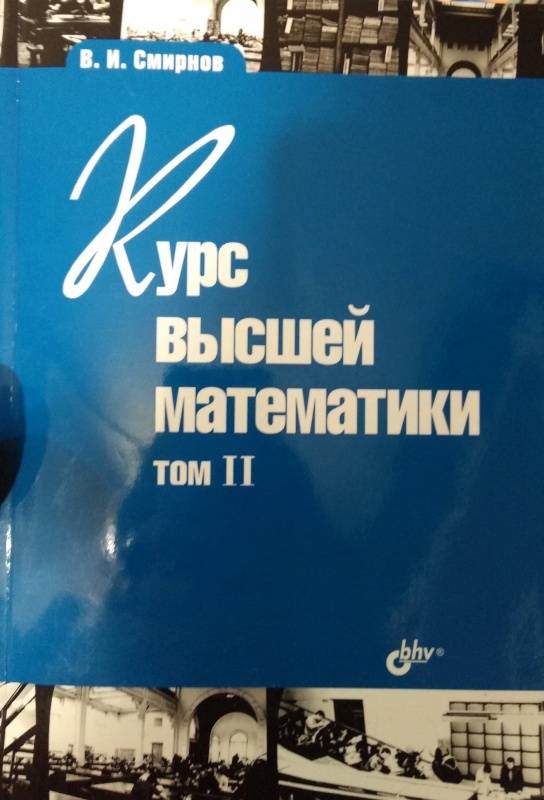 В. И. Смирнов
Курс
высшей
математики
том II
bhv®